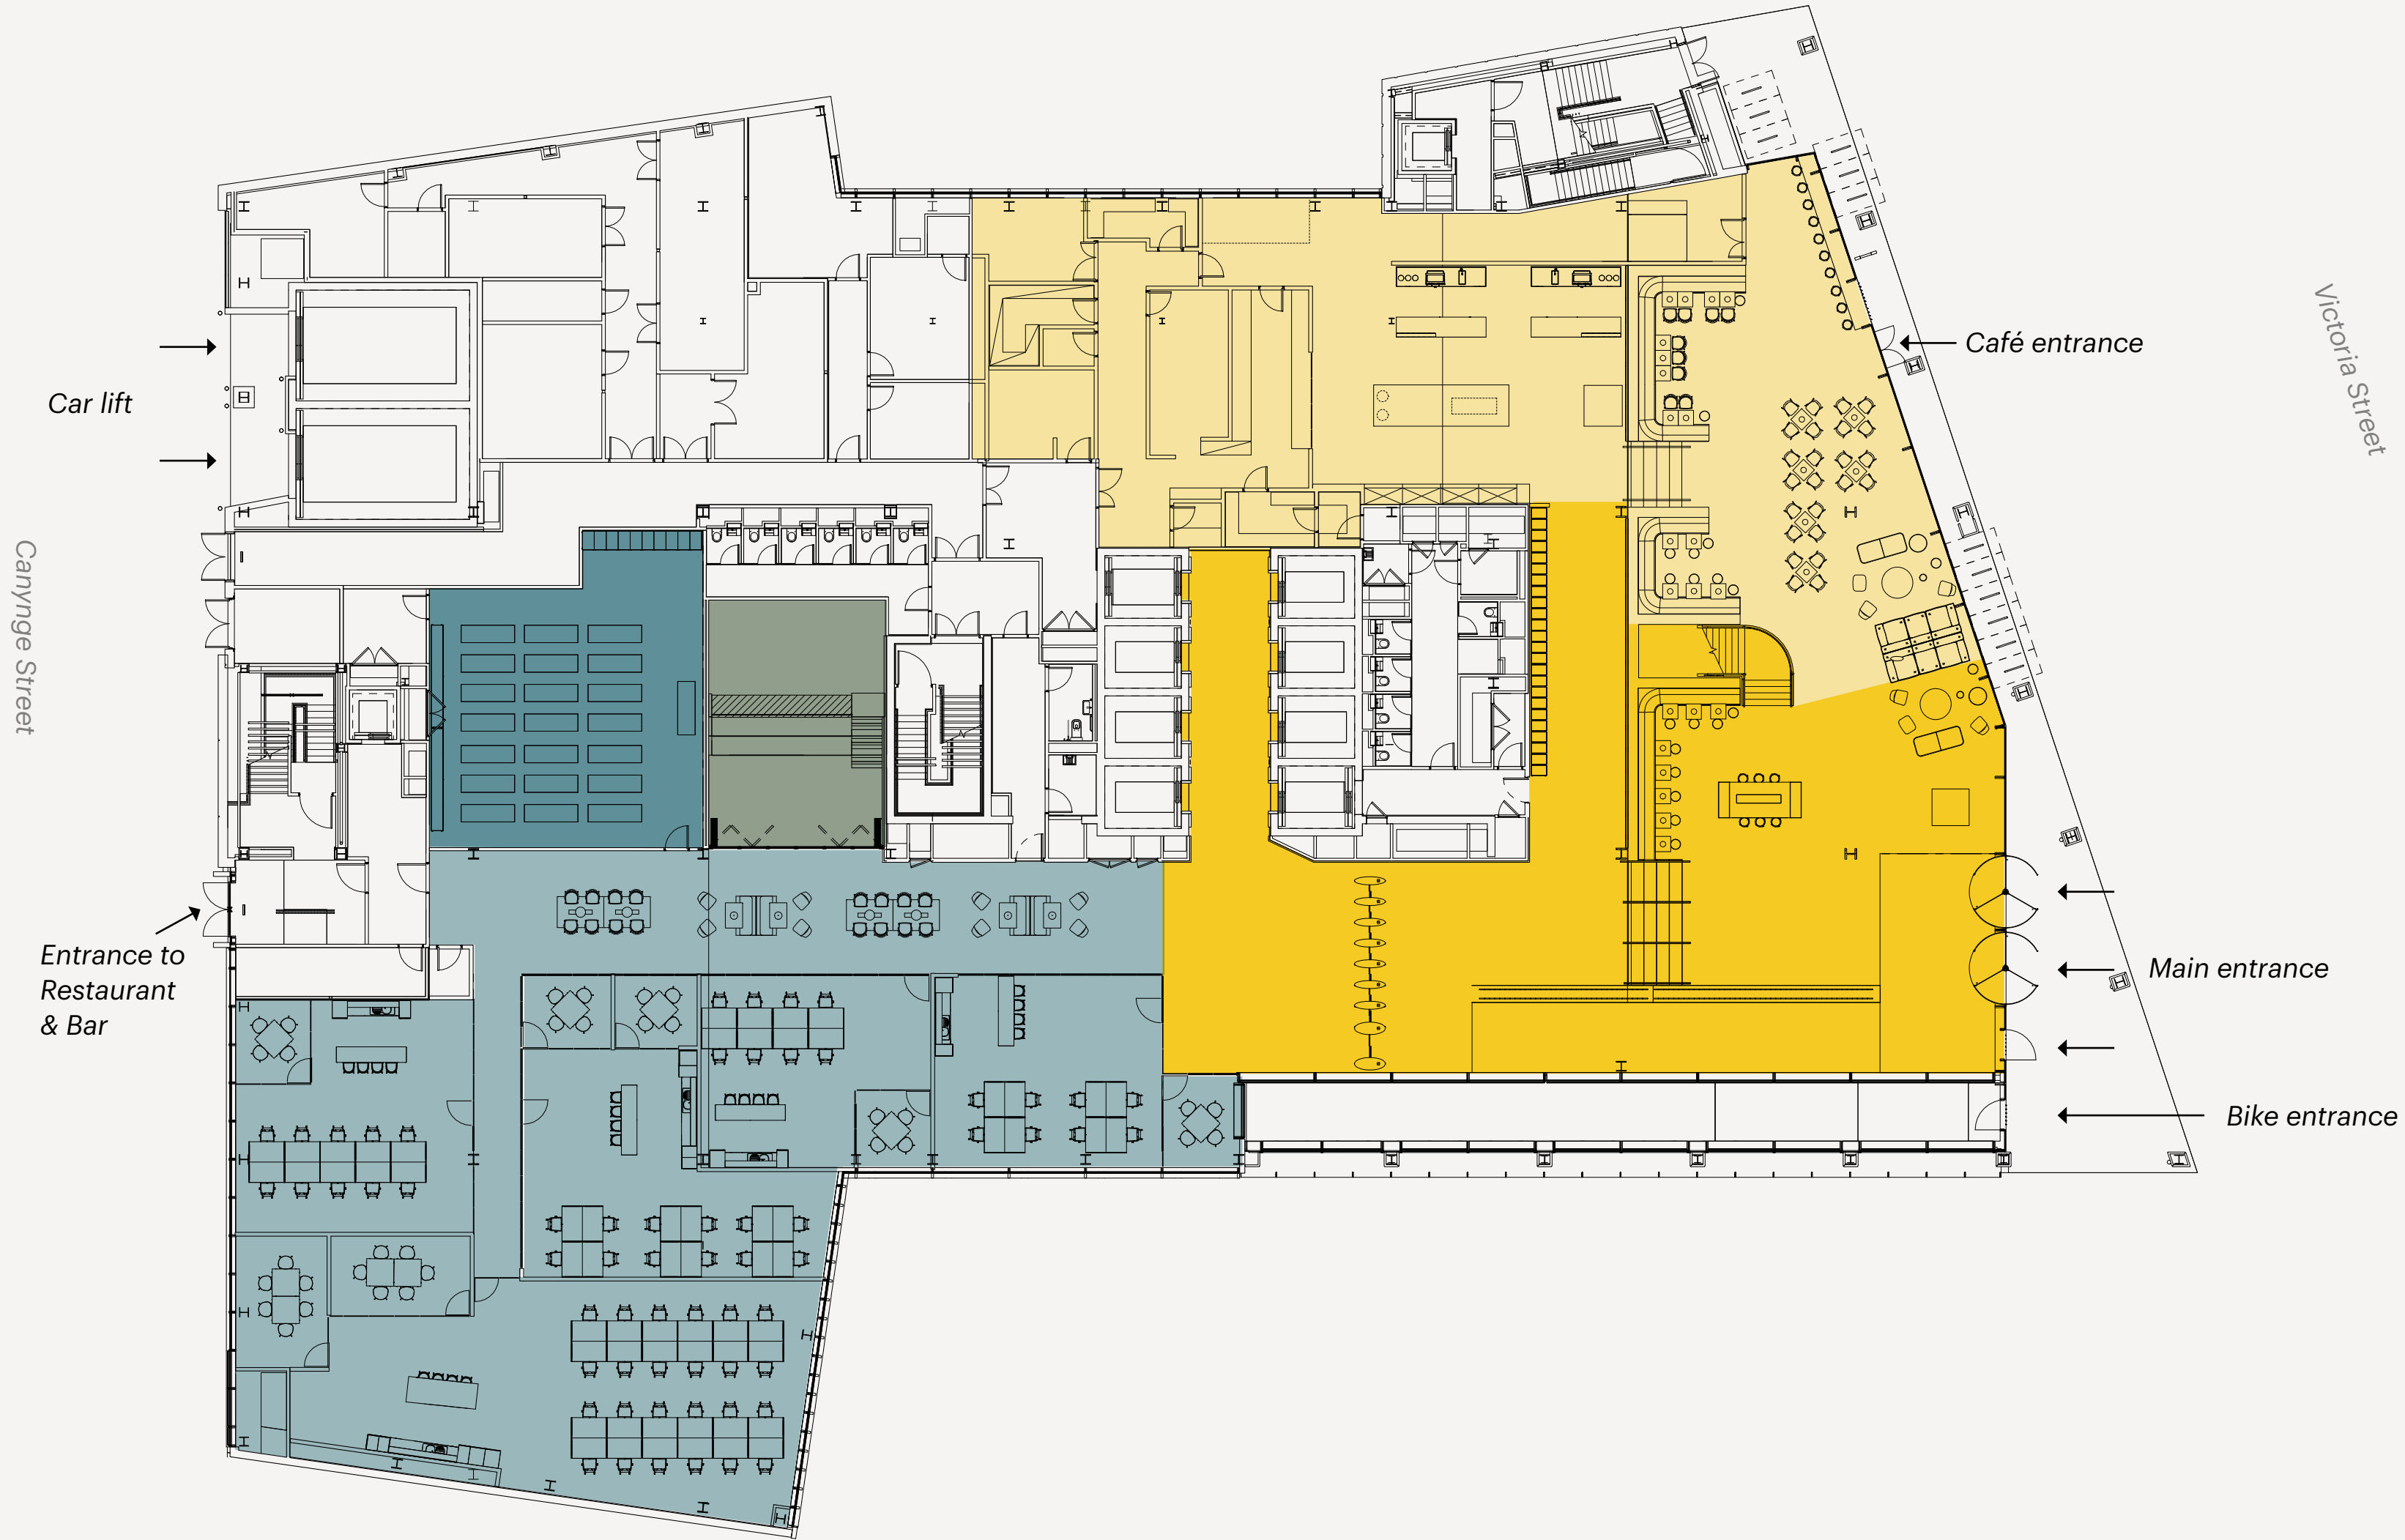 Victoria Street
Café entrance
Car lift
Canynge Street
Entrance to
Restaurant
& Bar
Main entrance
Bike entrance